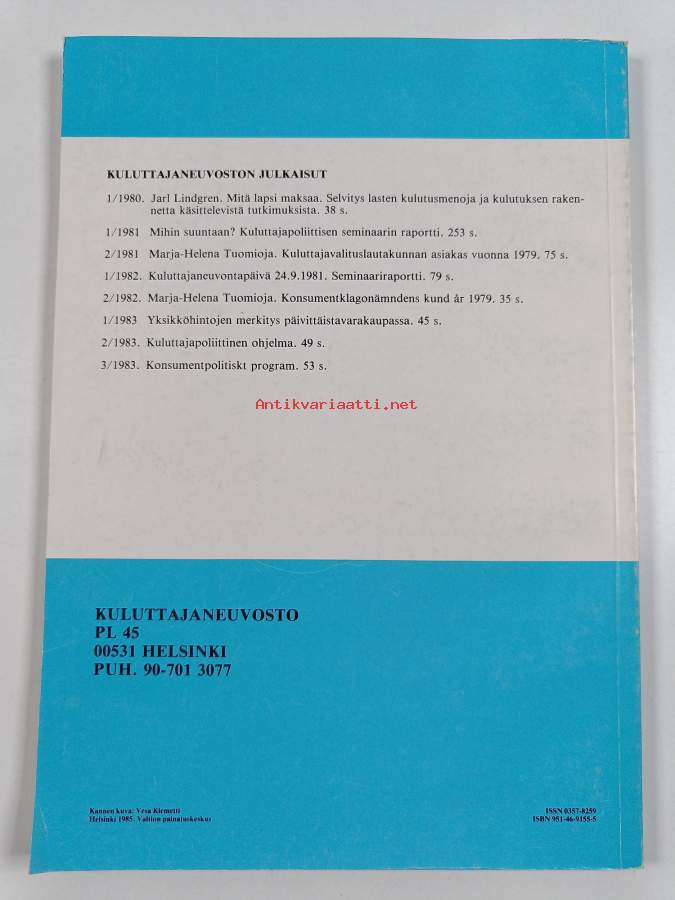 KULUTTAJANEUVOSTON JULKAISUT
1/1980. Jarl Lindgren. Mitä lapsi maksaa. Selvitys lasten kulutusmenoja ja kulutuksen raken-
netta käsittelevistä tutkimuksista. 38 s.
1/1981 Mihin suuntaan? Kuluttajapoliittisen seminaarin raportti. 253 s.
2/1981 Marja-Helena Tuomioja. Kuluttajavalituslautakunnan asiakas vuonna 1979. 75 s.
1/1982. Kuluttajaneuvontapäivä 24.9.1981. Seminaariraportti. 79 s.
2/1982. Marja-Helena Tuomioja. Konsumentklagonämndens kund år 1979. 35 s.
1/1983 Yksikköhintojen merkitys päivittäistavarakaupassa. 45 s.
2/1983. Kuluttajapoliittinen ohjelma. 49 s.
3/1983. Konsumentpolitiskt program. 53 s.
Antikvariaatti.net
KULUTTAJANEUVOSTO
PL 45
00531 HELSINKI
PUH. 90-701 3077
Kannen kuva: Vesa Klemetti
Helsinki 1985. Valtion painatuskeskus
ISSN 0357-8259
ISBN 951-46-9155-5